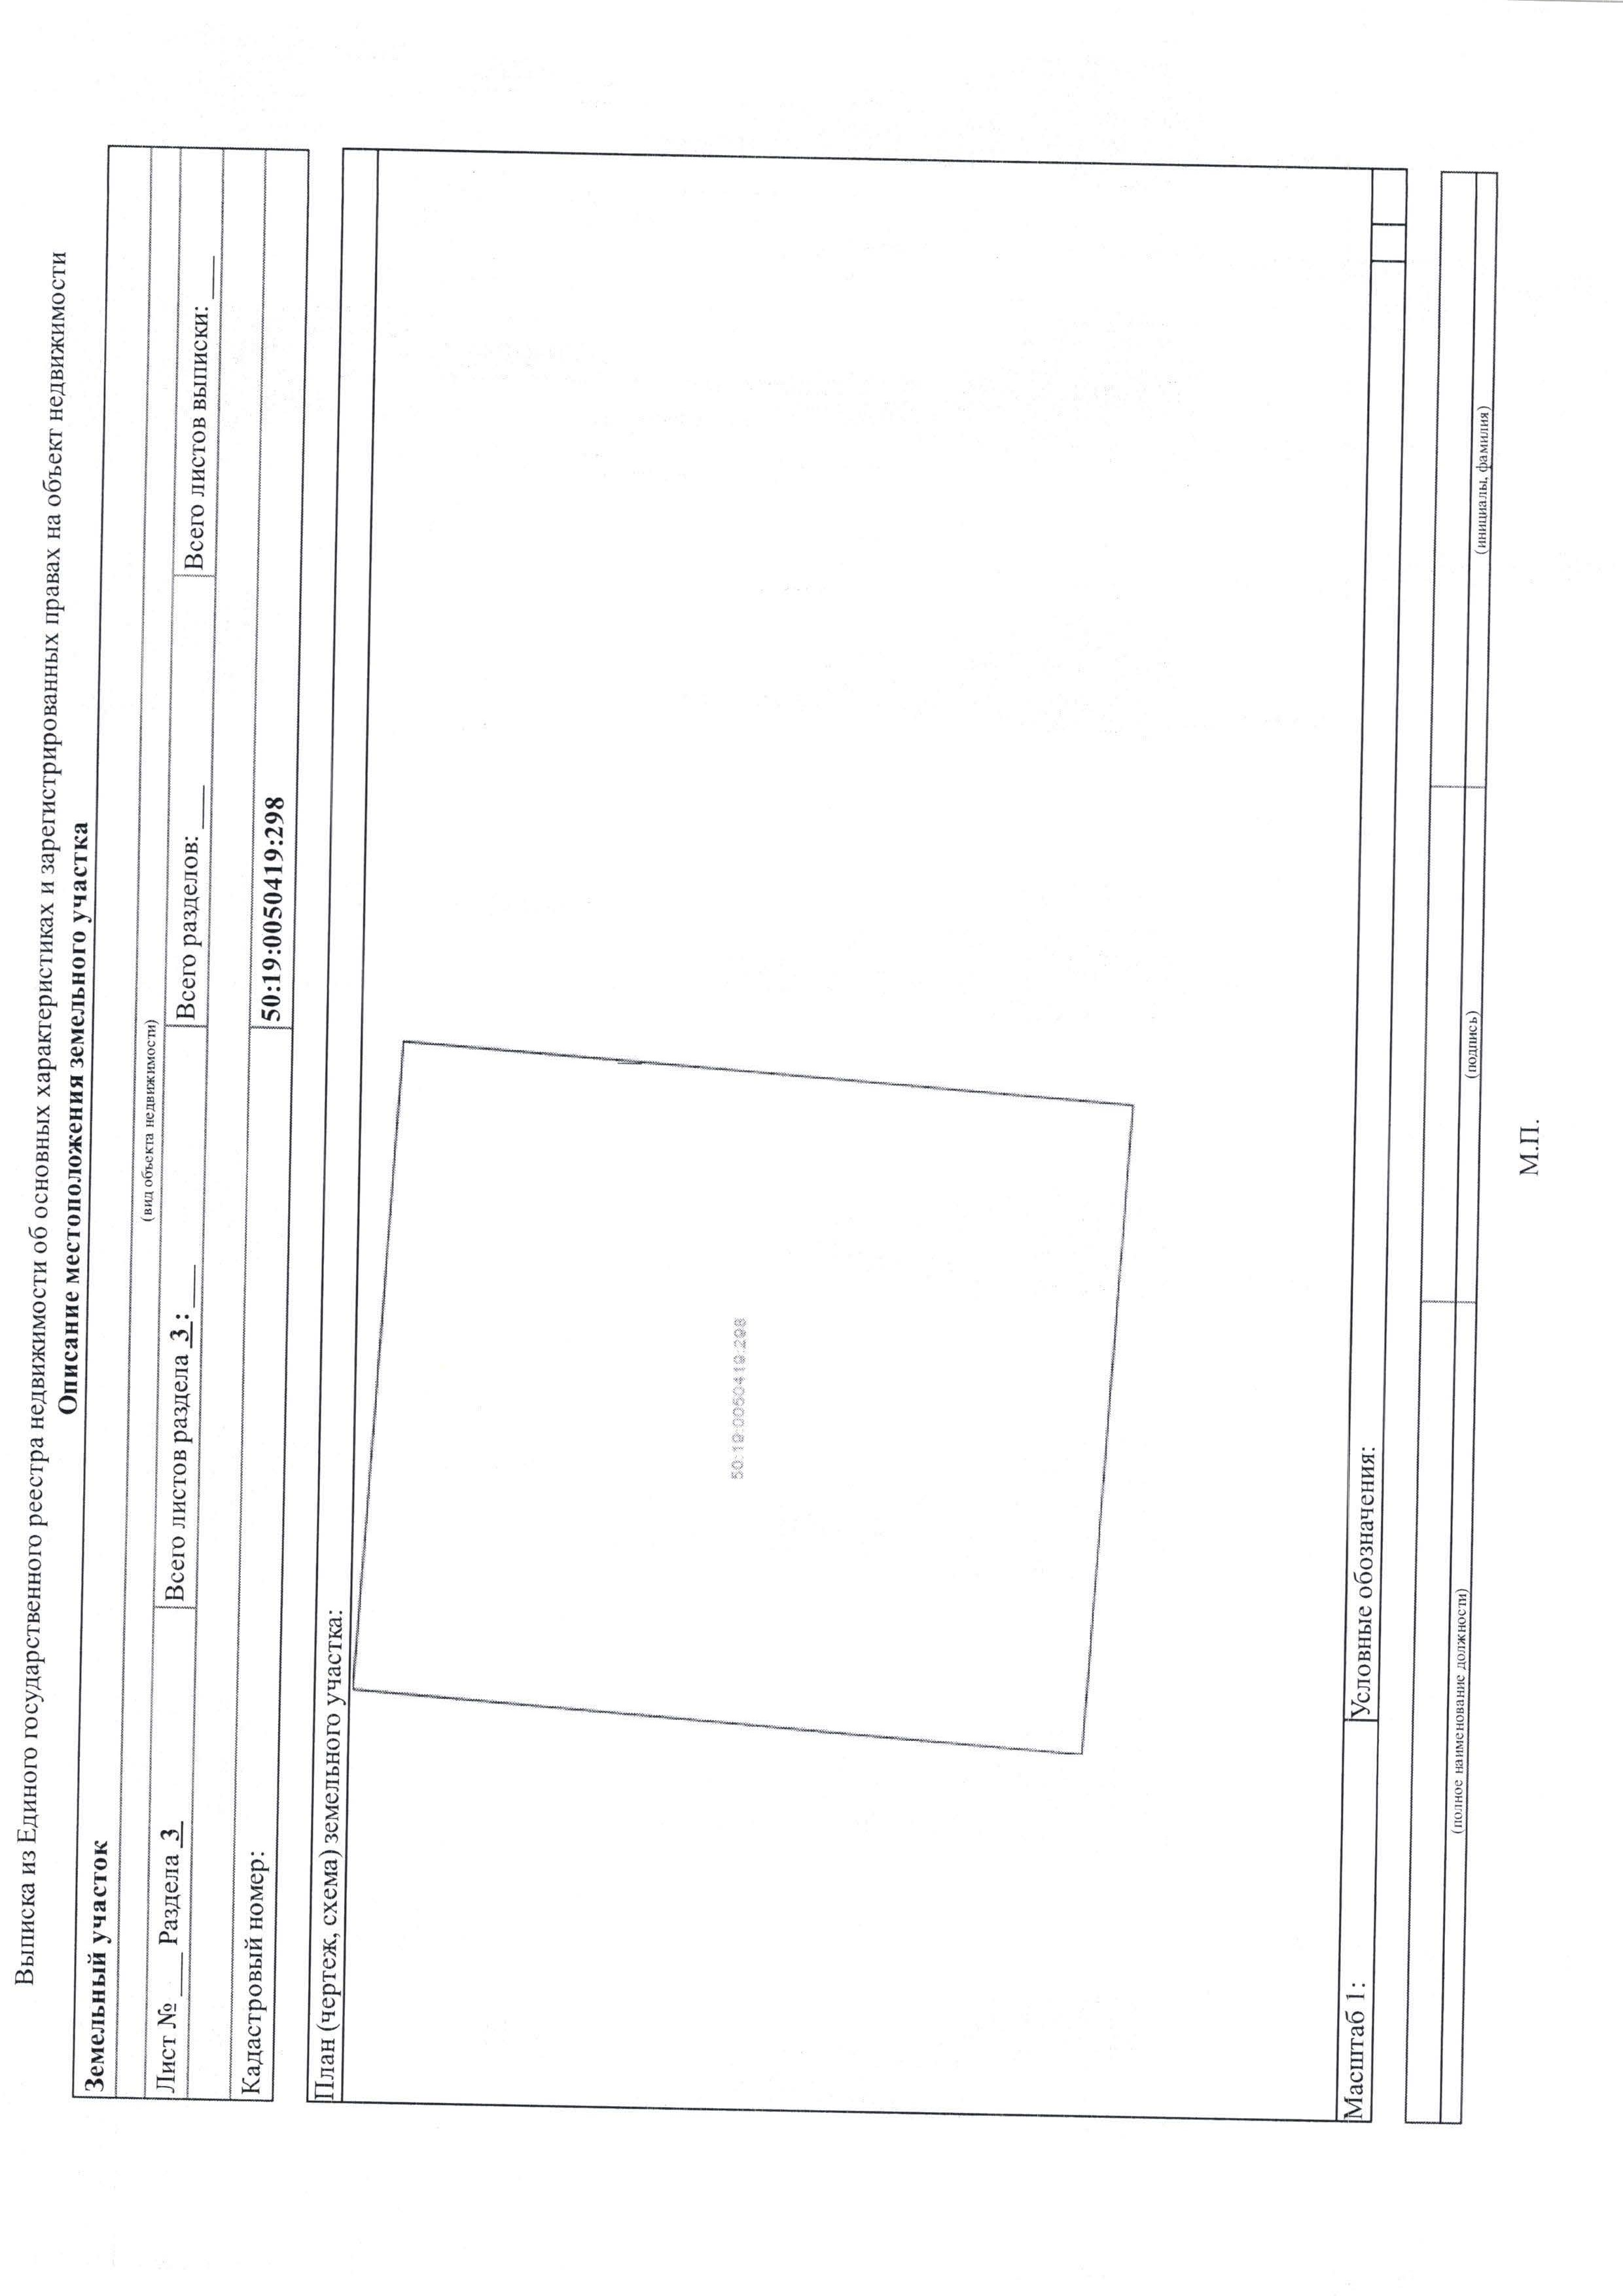 Выписка из Единого государственного реестра недвижимости об основных характеристиках и зарегистрированных правах на объект недвижимости
Описание местоположения земельного участка
Земельный участок
(вид объекта недвижимости)
Лист № ___ Раздела 3 Всего листов раздела 3 : ___ Всего разделов: ___ Всего листов выписки: ___
Кадастровый номер: 50:19:0050419:298
План (чертеж, схема) земельного участка:
50:19:0050419:298
Масштаб 1: Условные обозначения:
(полное наименование должности) (подпись) (инициалы, фамилия)
М.П.